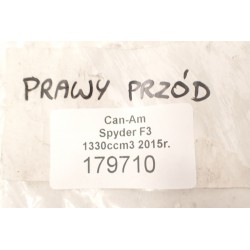 PRAWY PRZÓD
Can-Am
Spyder F3
1330ccm3 2015r.
179710